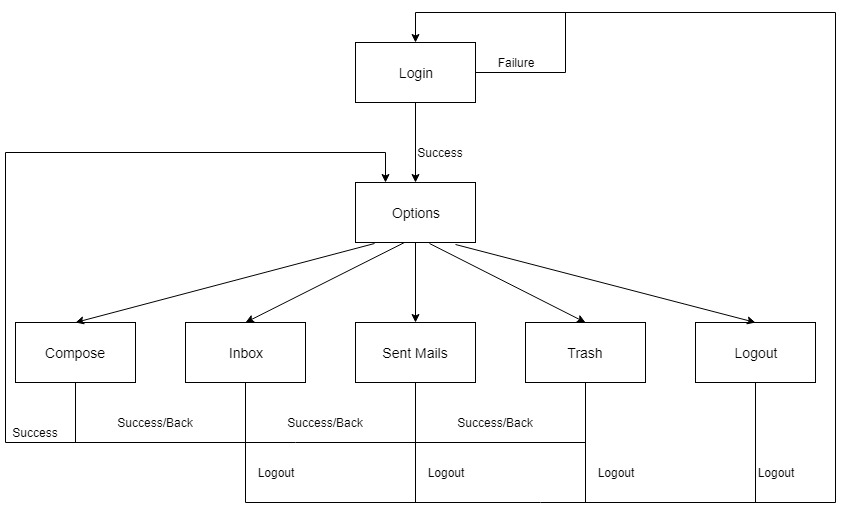 Login
Failure
Success
Options
Compose
Inbox
Sent Mails
Trash
Logout
Success/Back
Success/Back
Success/Back
Success
Logout
Logout
Logout
Logout